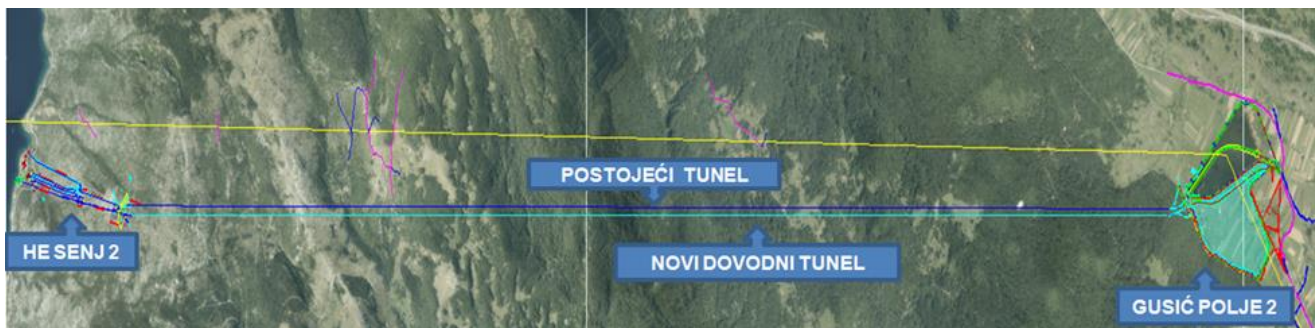 POSTOJEĆI TUNEL
HE SENJ 2
NOVI DOVODNI TUNEL
GUSIĆ POLJE 2